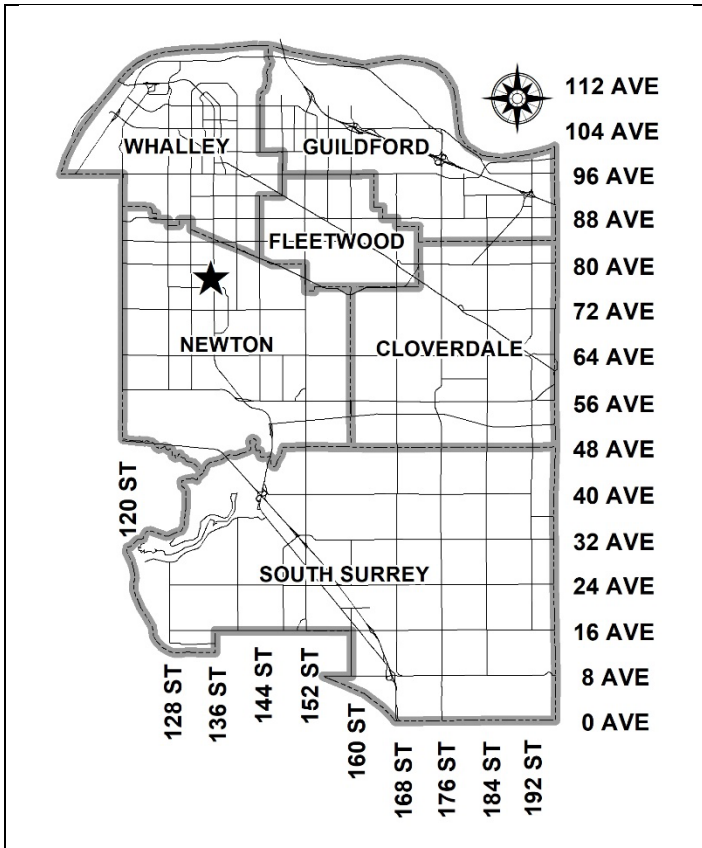 112 AVE
104 AVE
WHALLEY
GUILDFORD
96 AVE
88 AVE
FLEETWOOD
80 AVE
72 AVE
NEWTON
CLOVERDALE
64 AVE
56 AVE
48 AVE
120 ST
40 AVE
32 AVE
SOUTH SURREY
24 AVE
16 AVE
8 AVE
0 AVE
128 ST
136 ST
144 ST
152 ST
160 ST
168 ST
176 ST
184 ST
192 ST